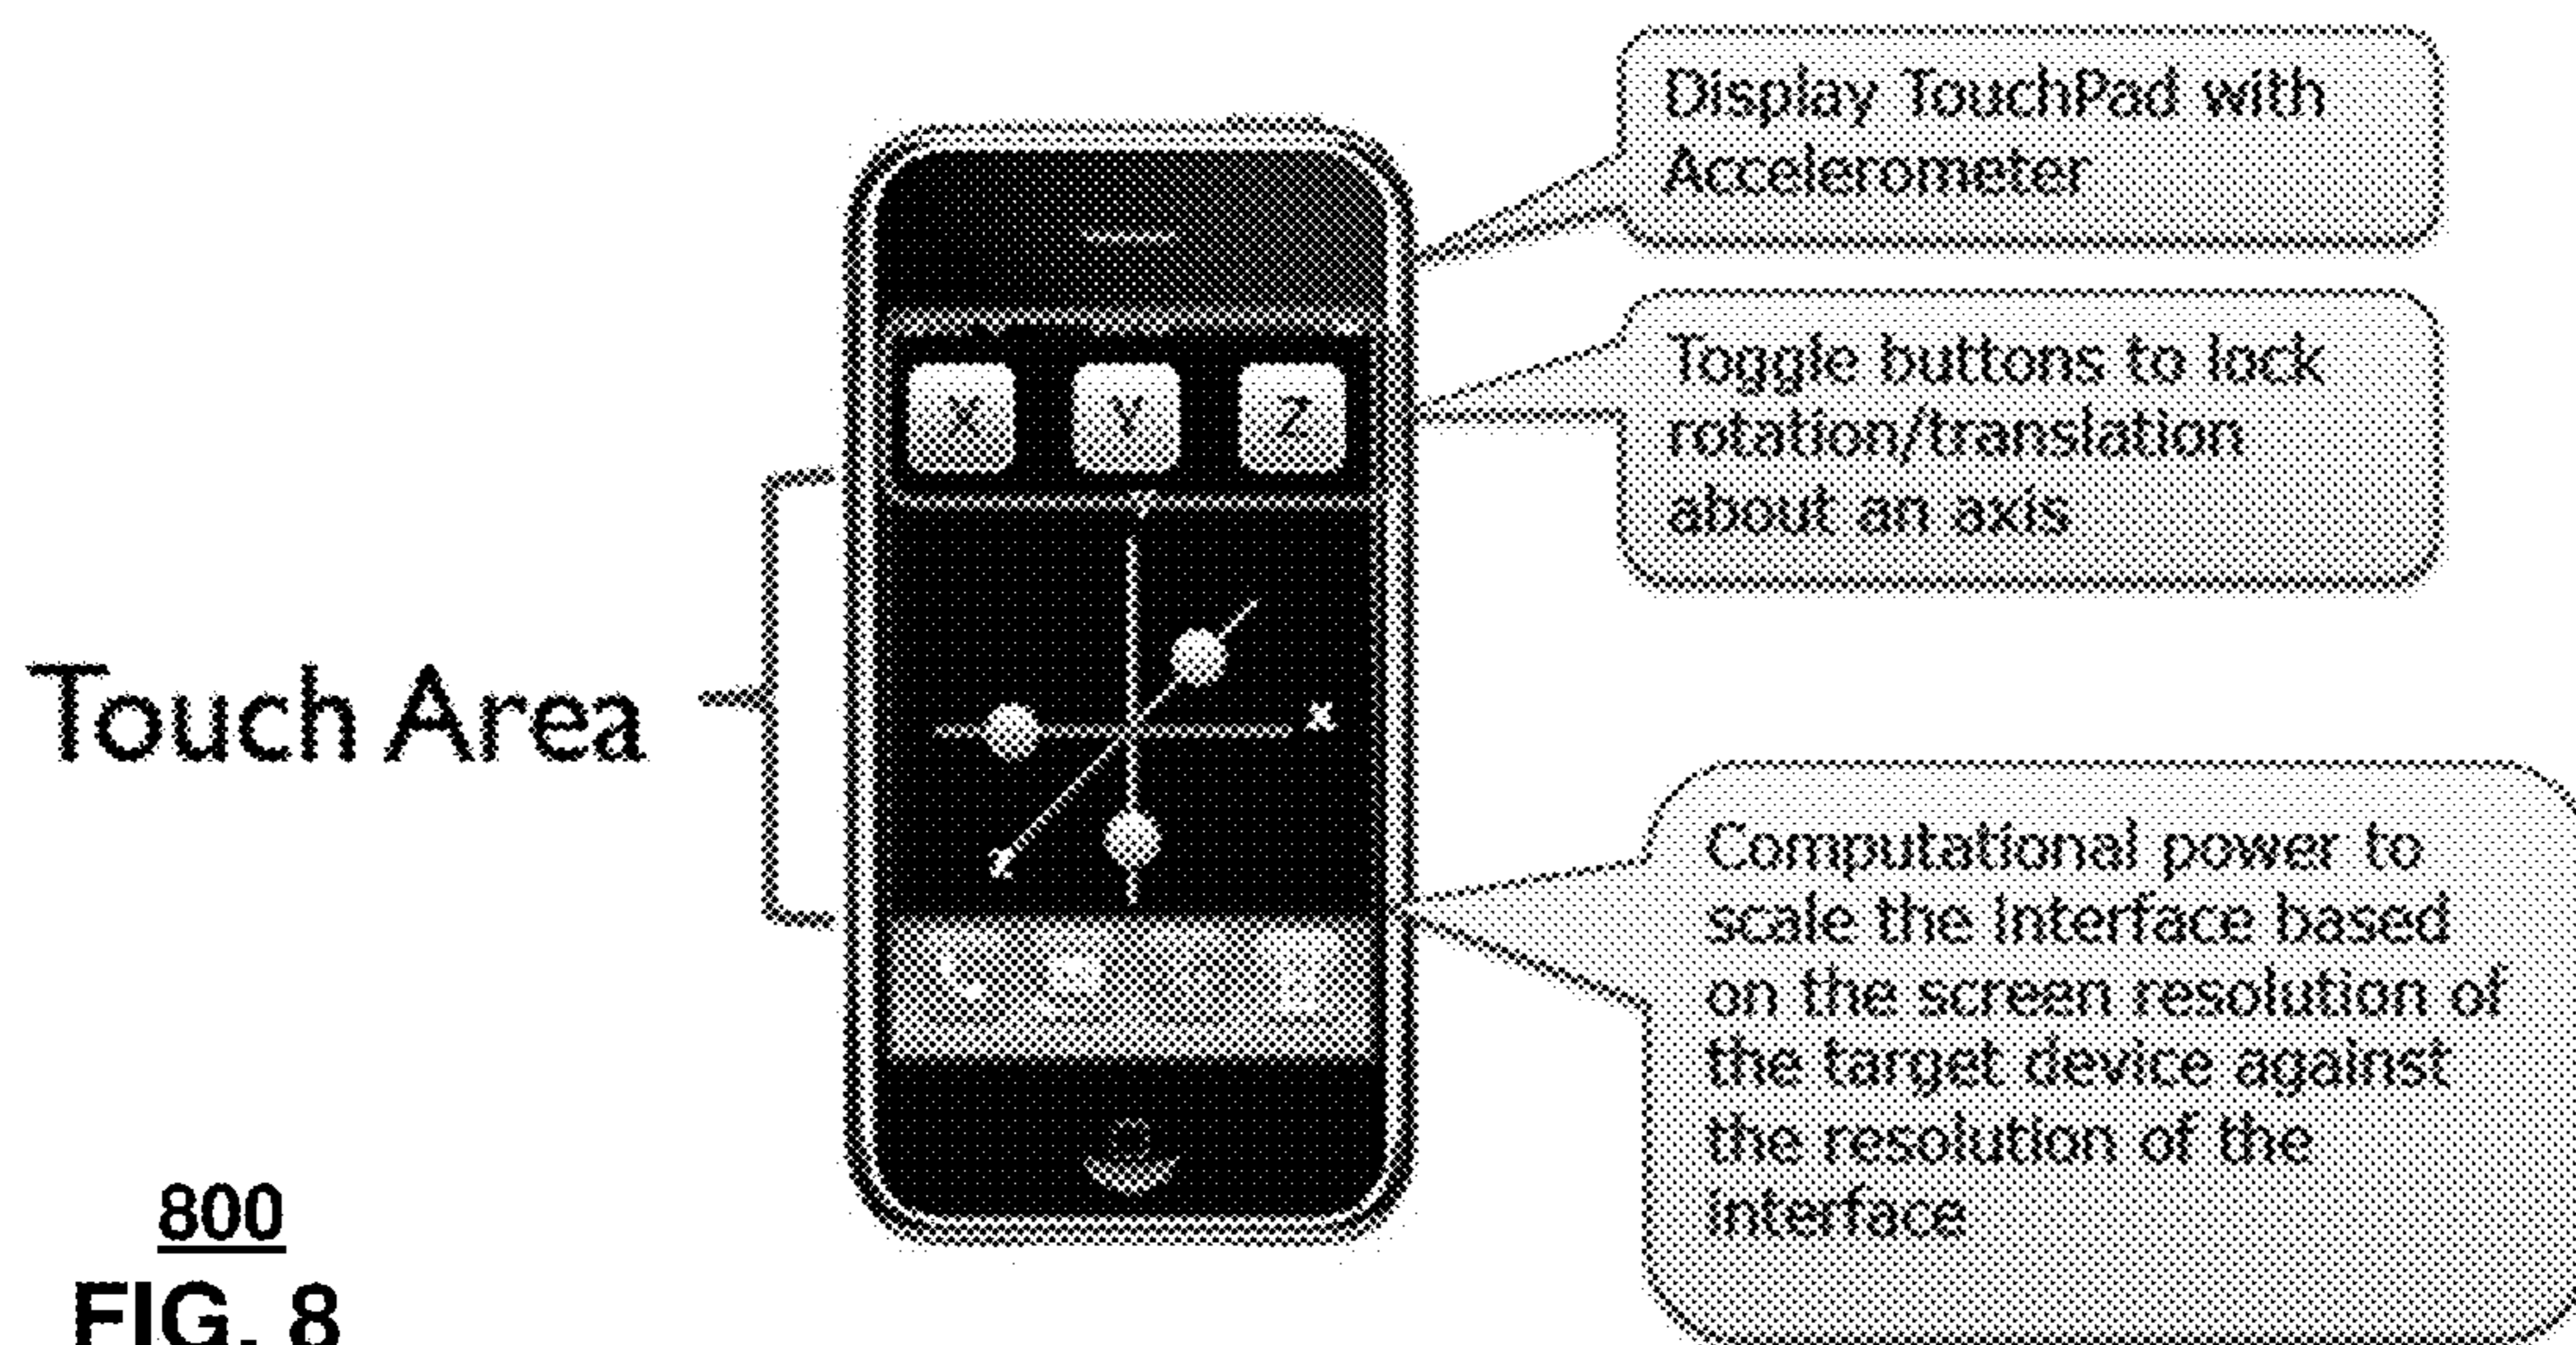 Display TouchPad with
Accelerometer
Toggle buttons to lock
rotation/translation
about an axis
X Y Z
Y
Touch Area
x
z
Computational power to
scale the interface based
on the screen resolution of
the target device against
the resolution of the
interface
800
FIG. 8